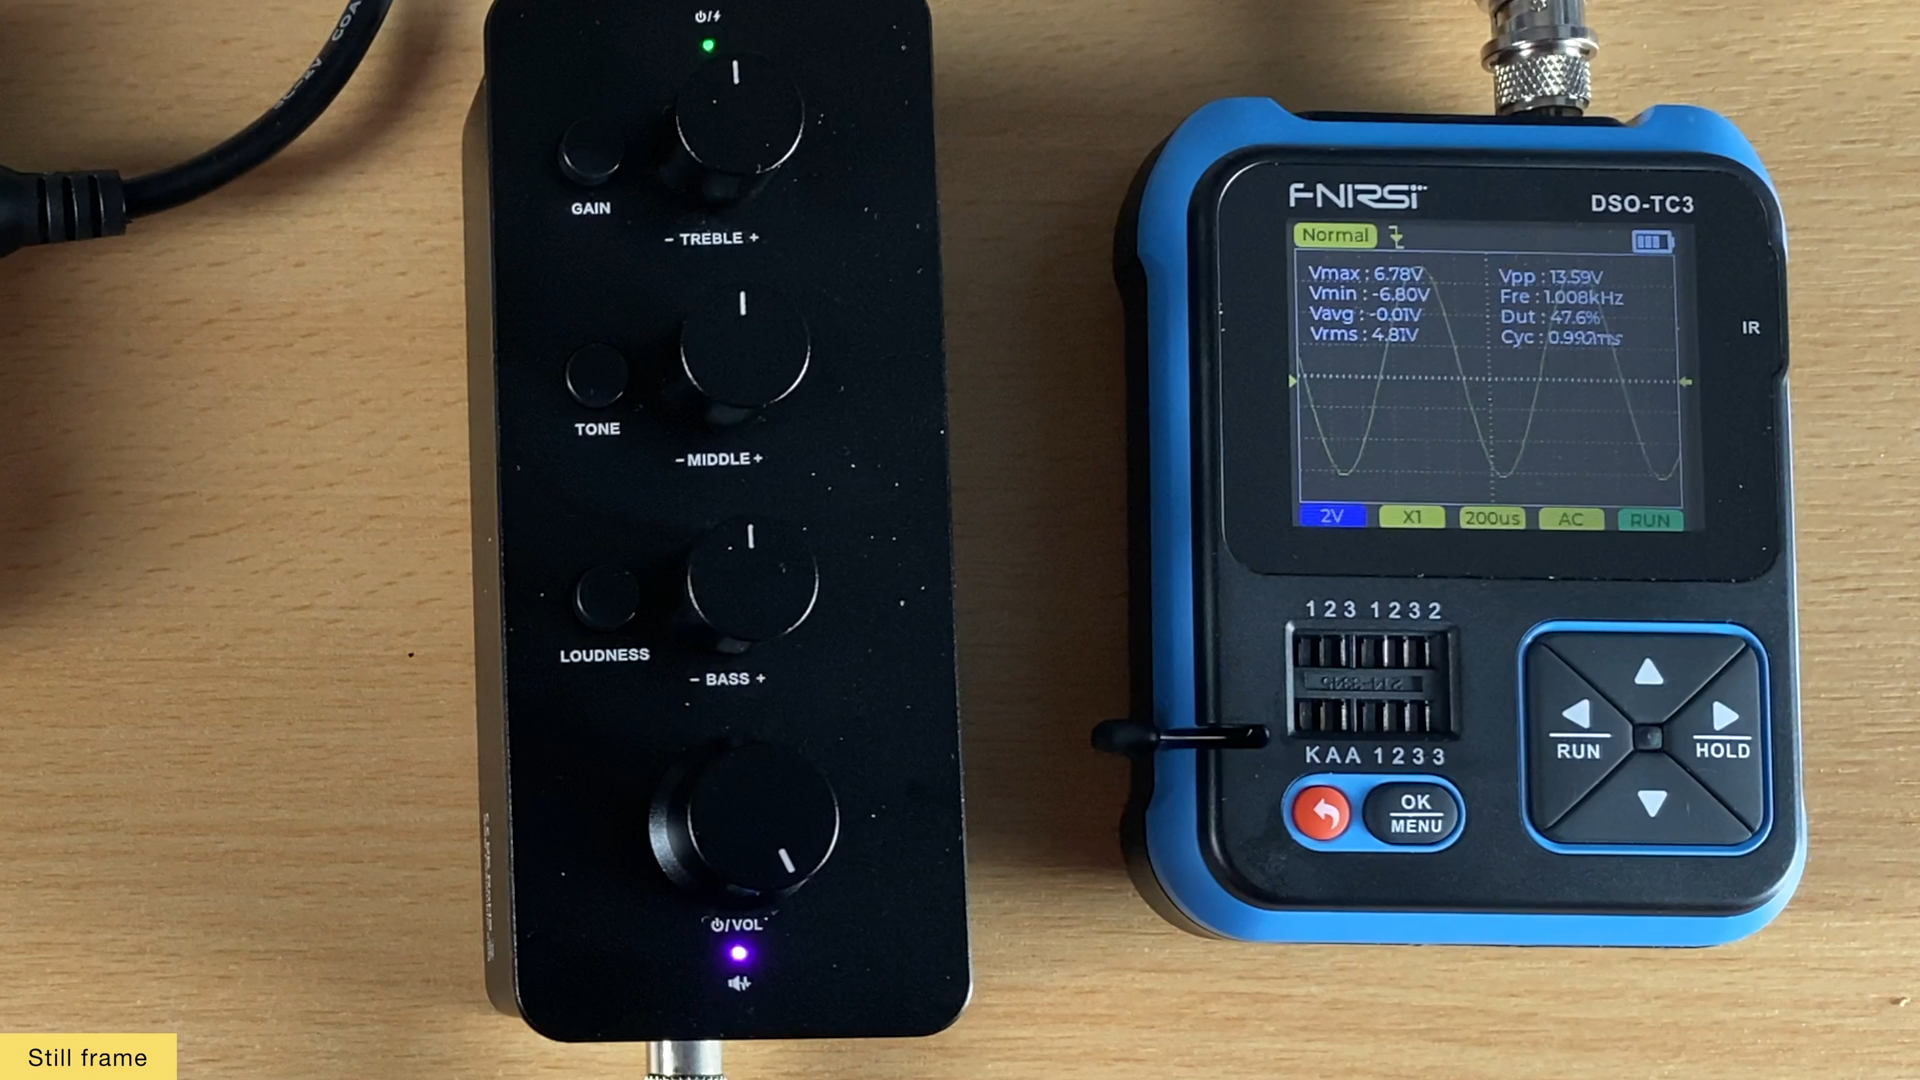 GAIN
- TREBLE +
TONE
- MIDDLE +
LOUDNESS
- BASS +
/VOL
FNIRSI
DSO-TC3
Normal
Vmax : 6.78V
Vpp : 13.59V
Vmin : -6.80V
Fre : 1.008kHz
Vavg : -0.01V
Dut : 47.6%
Vrms : 4.81V
Cyc : 0.992ms
IR
2V
X1
200us
AC
RUN
1 2 3 1 2 3 2
K A A 1 2 3 3
OK
MENU
RUN
HOLD
Still frame